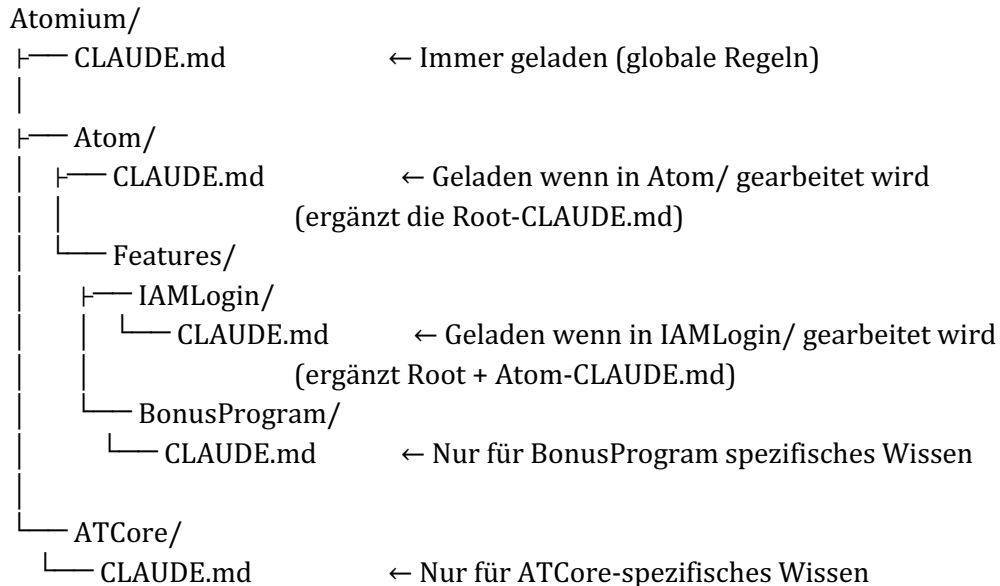 Atomium/
├── CLAUDE.md ← Immer geladen (globale Regeln)
│
├── Atom/
│ ├── CLAUDE.md ← Geladen wenn in Atom/ gearbeitet wird
│ │ (ergänzt die Root-CLAUDE.md)
│ └── Features/
│ ├── IAMLogin/
│ │ └── CLAUDE.md ← Geladen wenn in IAMLogin/ gearbeitet wird
│ │ (ergänzt Root + Atom-CLAUDE.md)
│ └── BonusProgram/
│ └── CLAUDE.md ← Nur für BonusProgram spezifisches Wissen
│
└── ATCore/
└── CLAUDE.md ← Nur für ATCore-spezifisches Wissen